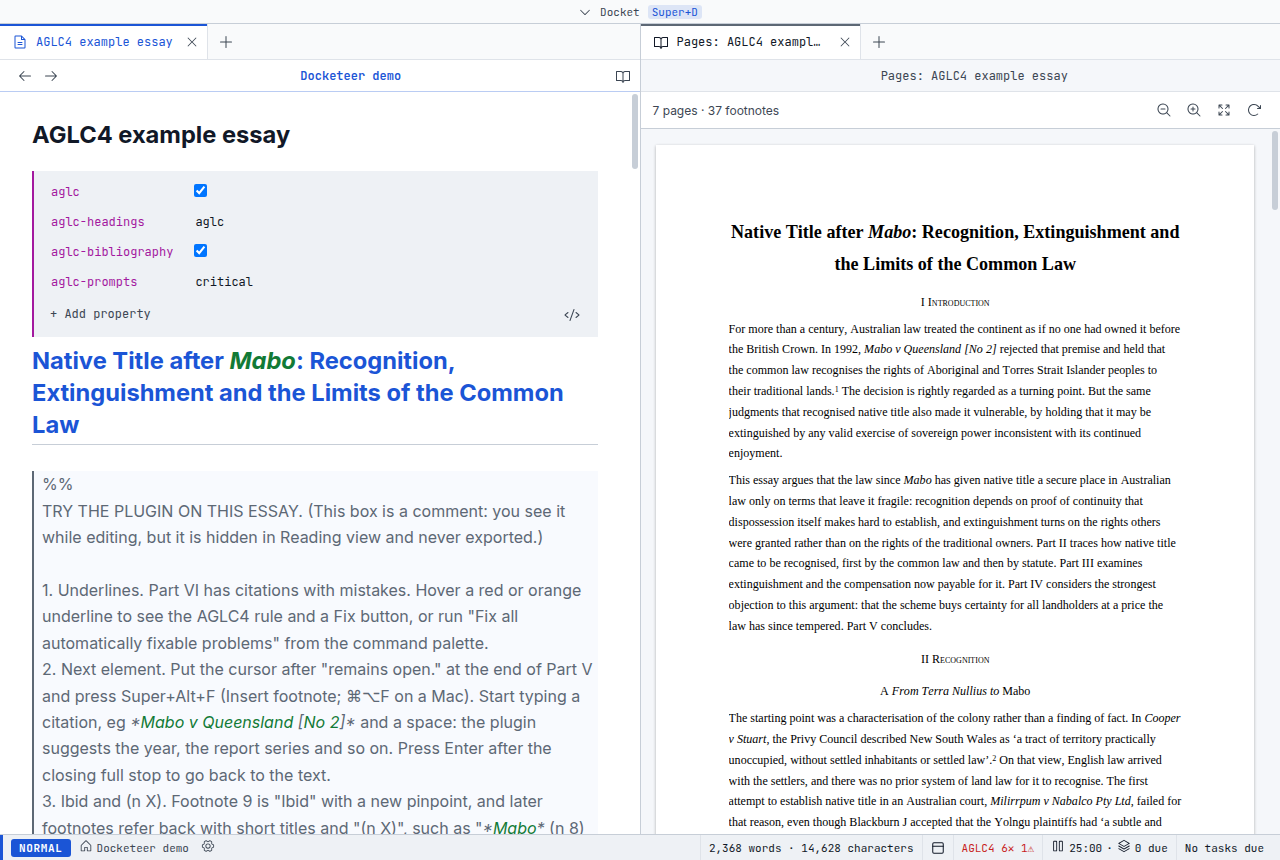 Docket Super+D
AGLC4 example essay
Pages: AGLC4 exampl…
Docketeer demo
Pages: AGLC4 example essay
7 pages · 37 footnotes
AGLC4 example essay
aglc
aglc-headings aglc
aglc-bibliography
aglc-prompts critical
+ Add property </>
Native Title after Mabo: Recognition,
Extinguishment and the Limits of the Common
Law
%%
TRY THE PLUGIN ON THIS ESSAY. (This box is a comment: you see it
while editing, but it is hidden in Reading view and never exported.)
1. Underlines. Part VI has citations with mistakes. Hover a red or orange
underline to see the AGLC4 rule and a Fix button, or run "Fix all
automatically fixable problems" from the command palette.
2. Next element. Put the cursor after "remains open." at the end of Part V
and press Super+Alt+F (Insert footnote; ⌘⌥F on a Mac). Start typing a
citation, eg *Mabo v Queensland [No 2]* and a space: the plugin
suggests the year, the report series and so on. Press Enter after the
closing full stop to go back to the text.
3. Ibid and (n X). Footnote 9 is "Ibid" with a new pinpoint, and later
footnotes refer back with short titles and "(n X)", such as "*Mabo* (n 8)
Native Title after Mabo: Recognition, Extinguishment and
the Limits of the Common Law
I Introduction
For more than a century, Australian law treated the continent as if no one had owned it before
the British Crown. In 1992, Mabo v Queensland [No 2] rejected that premise and held that
the common law recognises the rights of Aboriginal and Torres Strait Islander peoples to
their traditional lands.¹ The decision is rightly regarded as a turning point. But the same
judgments that recognised native title also made it vulnerable, by holding that it may be
extinguished by any valid exercise of sovereign power inconsistent with its continued
enjoyment.
This essay argues that the law since Mabo has given native title a secure place in Australian
law only on terms that leave it fragile: recognition depends on proof of continuity that
dispossession itself makes hard to establish, and extinguishment turns on the rights others
were granted rather than on the rights of the traditional owners. Part II traces how native title
came to be recognised, first by the common law and then by statute. Part III examines
extinguishment and the compensation now payable for it. Part IV considers the strongest
objection to this argument: that the scheme buys certainty for all landholders at a price the
law has since tempered. Part V concludes.
II Recognition
A From Terra Nullius to Mabo
The starting point was a characterisation of the colony rather than a finding of fact. In Cooper
v Stuart, the Privy Council described New South Wales as ‘a tract of territory practically
unoccupied, without settled inhabitants or settled law’.² On that view, English law arrived
with the settlers, and there was no prior system of land law for it to recognise. The first
attempt to establish native title in an Australian court, Milirrpum v Nabalco Pty Ltd, failed for
that reason, even though Blackburn J accepted that the Yolngu plaintiffs had ‘a subtle and
NORMAL Docketeer demo 2,368 words · 14,628 characters AGLC4 6× 1⚠ 25:00 · 0 due No tasks due